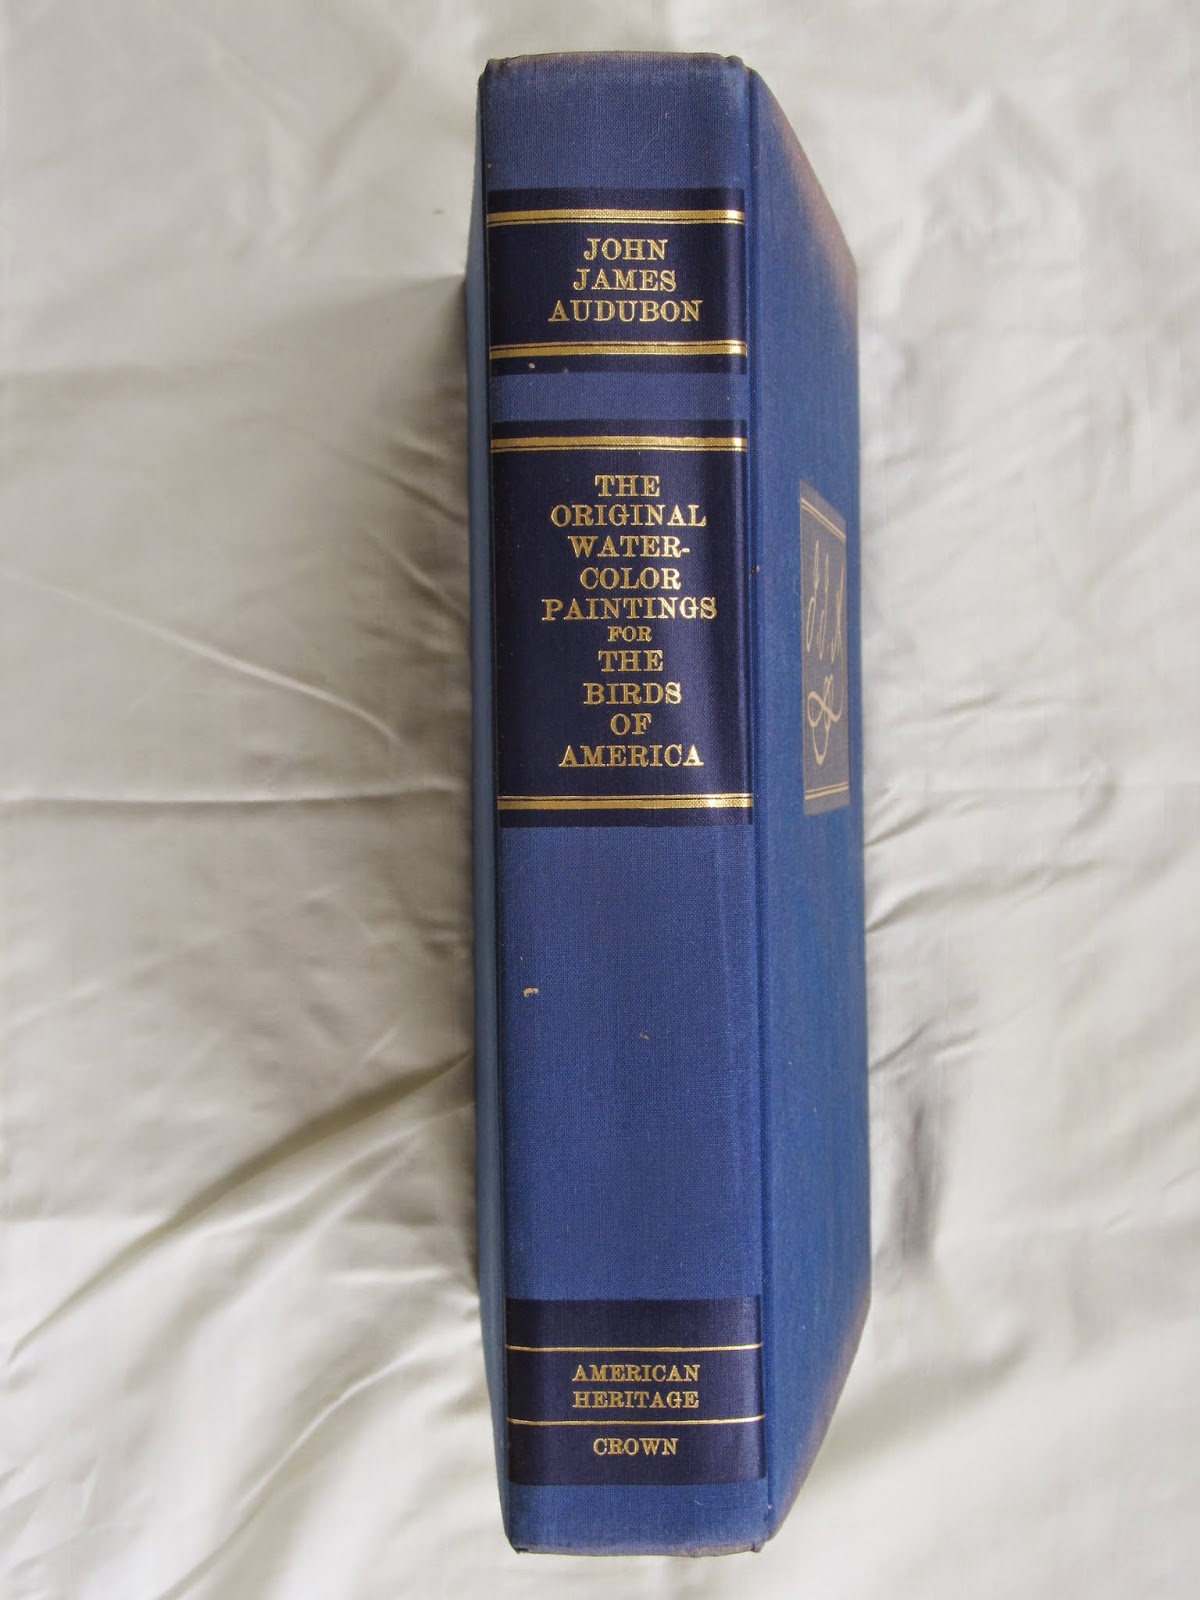 JOHN
JAMES
AUDUBON
THE
ORIGINAL
WATER-
COLOR
PAINTINGS
FOR
THE
BIRDS
OF
AMERICA
AMERICAN
HERITAGE
CROWN
J J A